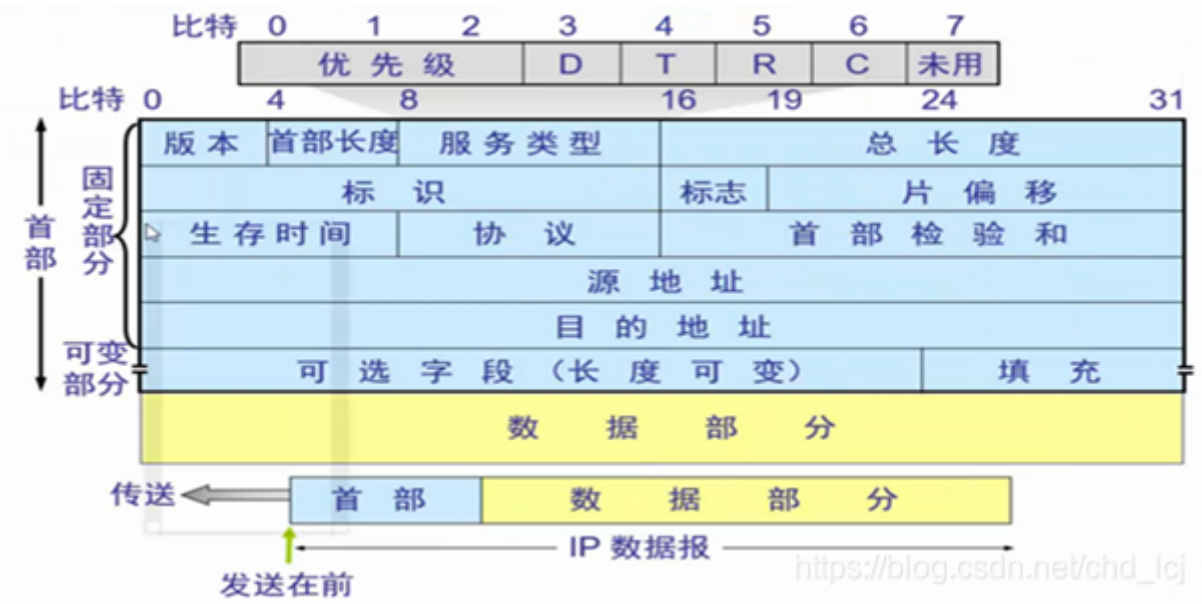 比特 0 1 2 3 4 5 6 7
优先级 D T R C 未用
比特 0 4 8 16 19 24 31
版本 首部长度 服务类型 总长度
标识 标志 片偏移
生存时间 协议 首部检验和
源地址
目的地址
可选字段（长度可变） 填充
数据部分
首部
固定部分
可变部分
传送 首部 数据部分
IP数据报
发送在前
https://blog.csdn.net/chd_lcj